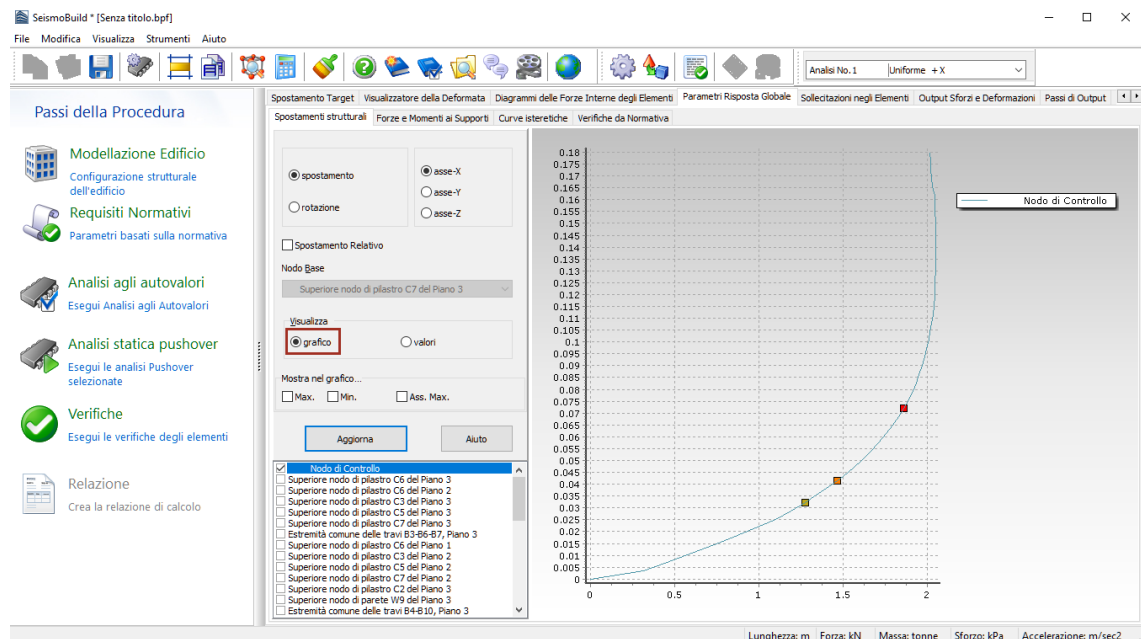 SeismoBuild * [Senza titolo.bpf]
File Modifica Visualizza Strumenti Aiuto
Analisi No. 1 Uniforme +X
Passi della Procedura
Modellazione Edificio
Configurazione strutturale
dell'edificio
Requisiti Normativi
Parametri basati sulla normativa
Analisi agli autovalori
Esegui Analisi agli Autovalori
Analisi statica pushover
Esegui le analisi Pushover
selezionate
Verifiche
Esegui le verifiche degli elementi
Relazione
Crea la relazione di calcolo
Spostamento Target Visualizzatore della Deformata Diagrammi delle Forze Interne degli Elementi Parametri Risposta Globale Sollecitazioni negli Elementi Output Sforzi e Deformazioni Passi di Output
Spostamenti strutturali Forze e Momenti ai Supporti Curve isteretiche Verifiche da Normativa
spostamento
rotazione
asse-X
asse-Y
asse-Z
Spostamento Relativo
Nodo Base
Superiore nodo di pilastro C7 del Piano 3
Visualizza
grafico valori
Mostra nel grafico...
Max. Min. Ass. Max.
Aggiorna Aiuto
Nodo di Controllo
Superiore nodo di pilastro C6 del Piano 3
Superiore nodo di pilastro C6 del Piano 2
Superiore nodo di pilastro C3 del Piano 3
Superiore nodo di pilastro C5 del Piano 3
Superiore nodo di pilastro C7 del Piano 3
Estremità comune delle travi B3-B6-B7, Piano 3
Superiore nodo di pilastro C6 del Piano 1
Superiore nodo di pilastro C3 del Piano 2
Superiore nodo di pilastro C5 del Piano 2
Superiore nodo di pilastro C7 del Piano 2
Superiore nodo di pilastro C2 del Piano 3
Superiore nodo di parete W9 del Piano 3
Estremità comune delle travi B4-B10, Piano 3
0.18
0.175
0.17
0.165
0.16
0.155
0.15
0.145
0.14
0.135
0.13
0.125
0.12
0.115
0.11
0.105
0.1
0.095
0.09
0.085
0.08
0.075
0.07
0.065
0.06
0.055
0.05
0.045
0.04
0.035
0.03
0.025
0.02
0.015
0.01
0.005
0
0 0.5 1 1.5 2
Nodo di Controllo
Lunghezza: m Forza: kN Massa: tonne Sforzo: kPa Accelerazione: m/sec2